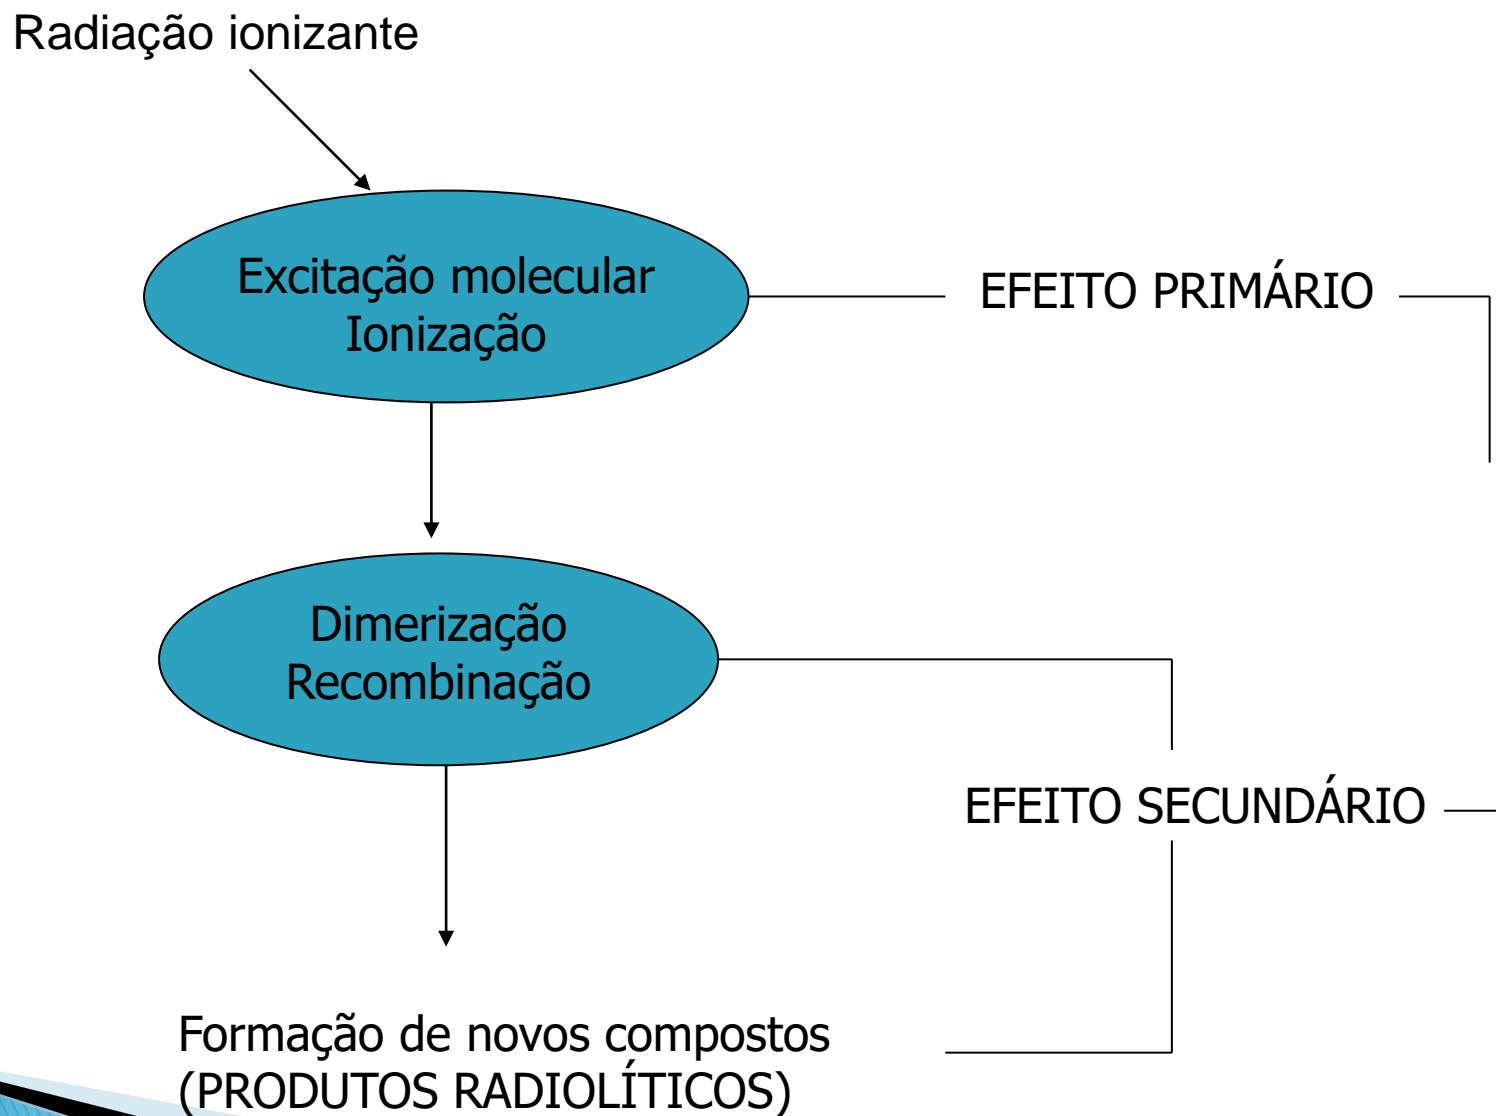 Radiação ionizante
Excitação molecular
Ionização
EFEITO PRIMÁRIO
Dimerização
Recombinação
EFEITO SECUNDÁRIO
Formação de novos compostos
(PRODUTOS RADIOLÍTICOS)